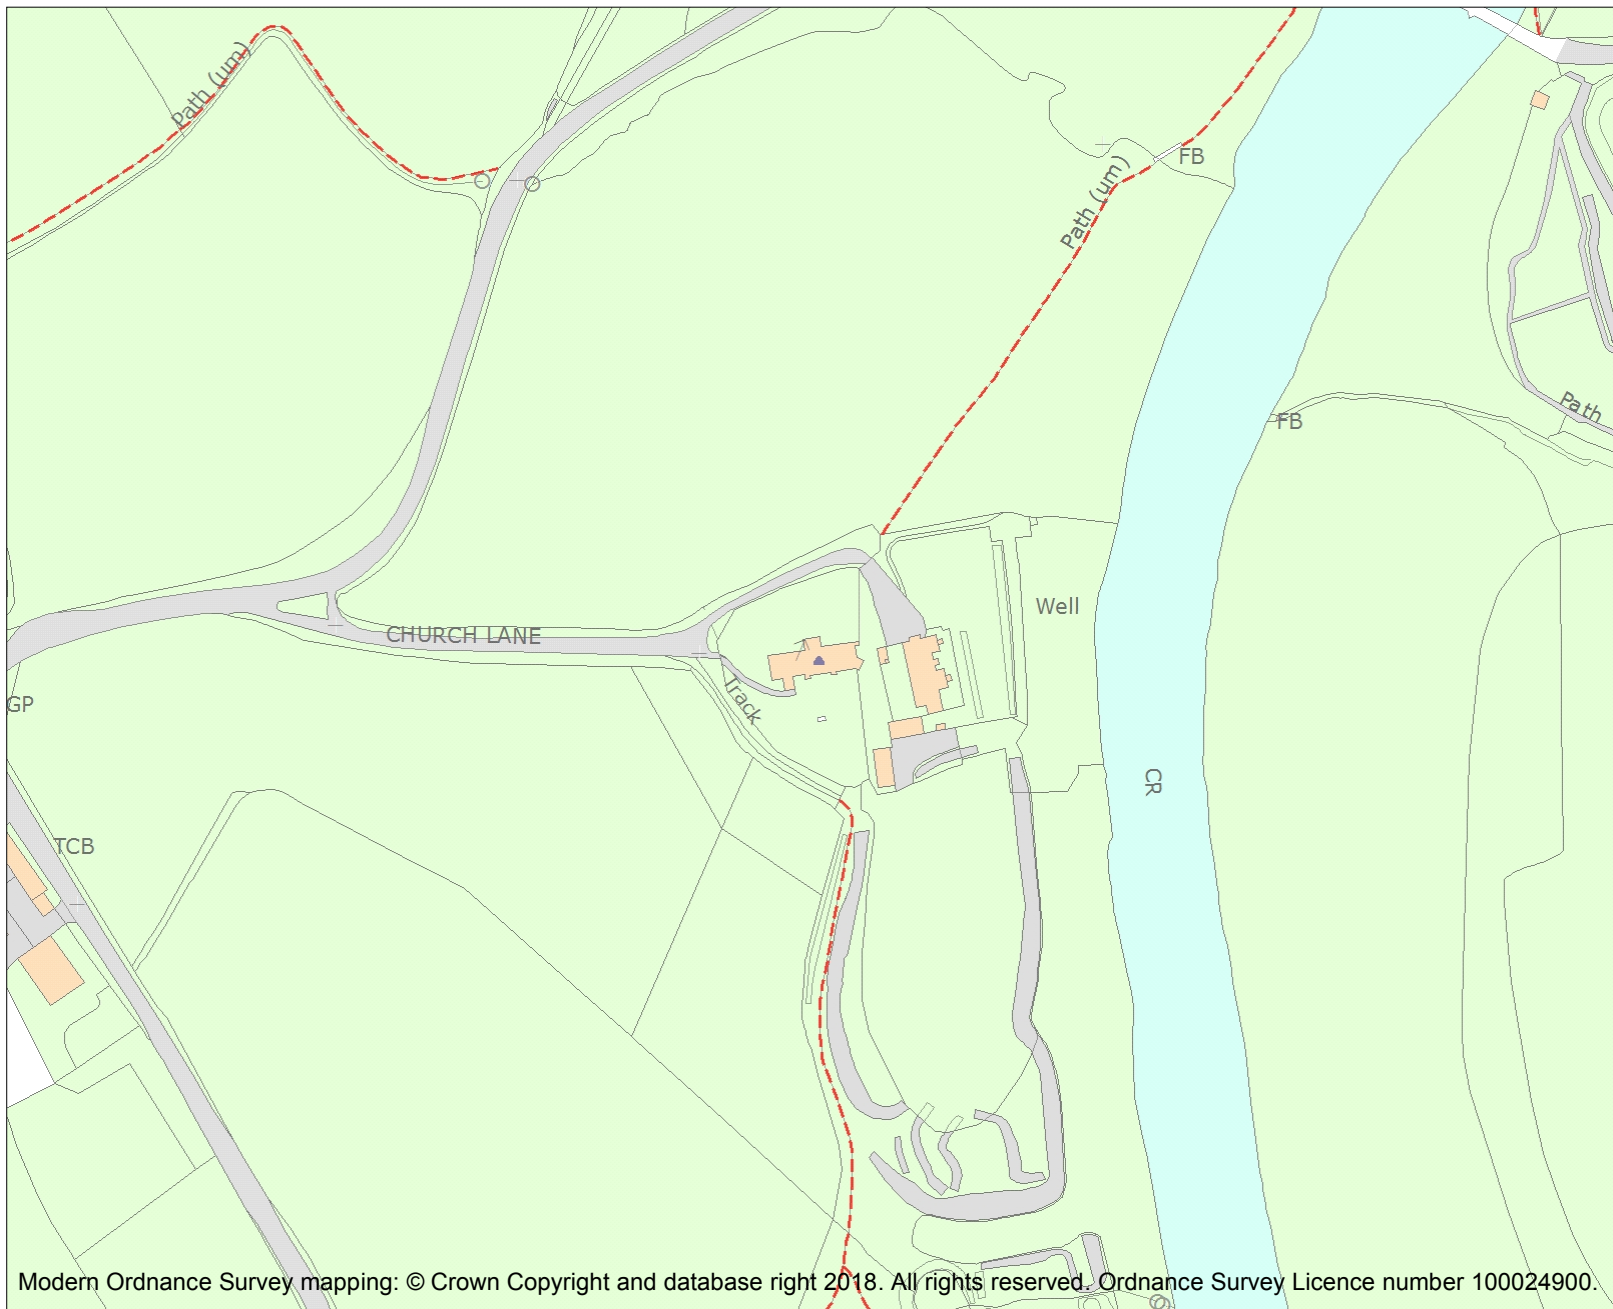 Path (um)
FB
Path (um)
Path
FB
Well
CHURCH LANE
Track
GP
CR
TCB
Modern Ordnance Survey mapping: © Crown Copyright and database right 2018. All rights reserved. Ordnance Survey Licence number 100024900.